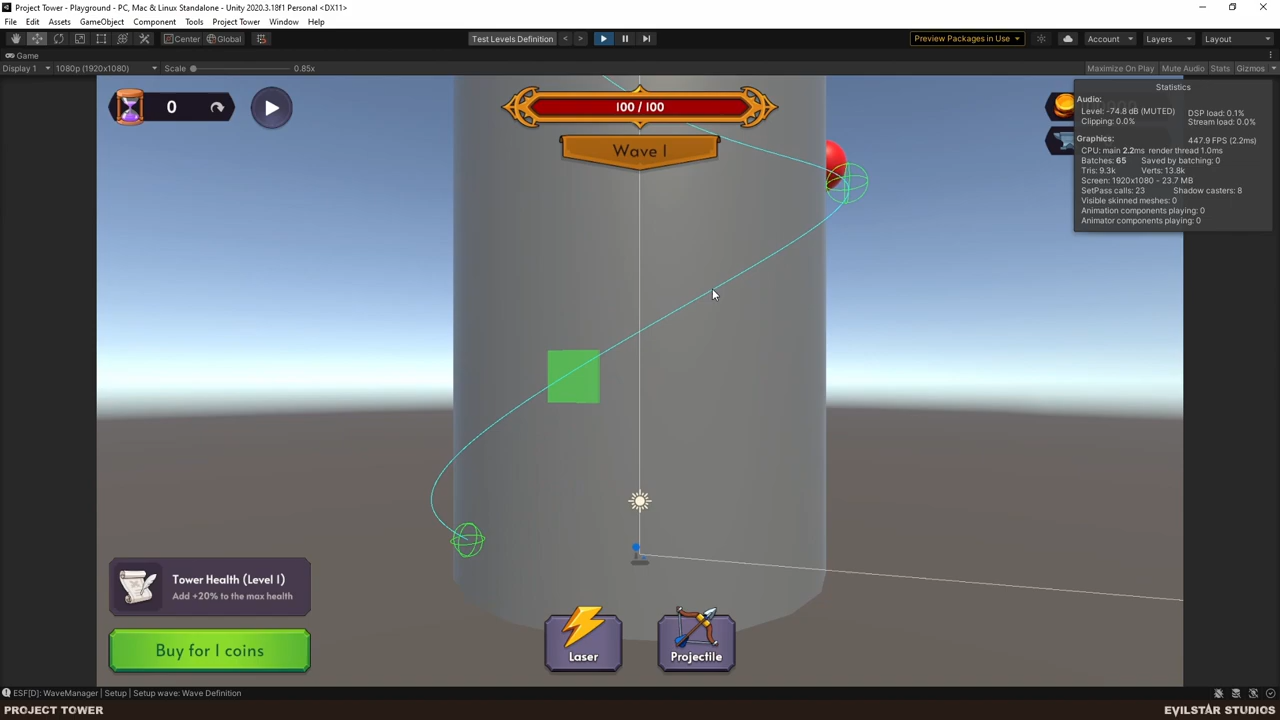 Project Tower - Playground - PC, Mac & Linux Standalone - Unity 2020.3.18f1 Personal <DX11>
File Edit Assets GameObject Component Tools Project Tower Window Help
Center Global Test Levels Definition < > Preview Packages in Use Account Layers Layout
Game
Display 1 1080p (1920x1080) Scale 0.85x Maximize On Play Mute Audio Stats Gizmos
0
100 / 100
Wave 1
Statistics
Audio:
Level: -74.8 dB (MUTED) DSP load: 0.1%
Clipping: 0.0% Stream load: 0.0%
Graphics: 447.9 FPS (2.2ms)
CPU: main 2.2ms render thread 1.0ms
Batches: 65 Saved by batching: 0
Tris: 9.3k Verts: 13.8k
Screen: 1920x1080 - 23.7 MB
SetPass calls: 23 Shadow casters: 8
Visible skinned meshes: 0
Animation components playing: 0
Animator components playing: 0
Tower Health (Level 1)
Add +20% to the max health
Buy for 1 coins
Laser
Projectile
ESF[D]: WaveManager | Setup | Setup wave: Wave Definition
PROJECT TOWER EVILSTAR STUDIOS